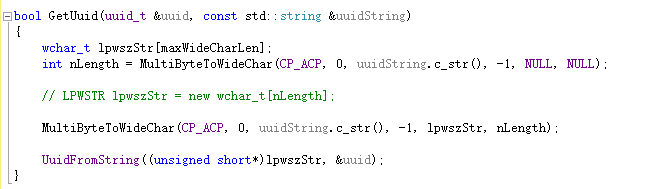 bool GetUuid(uuid_t &uuid, const std::string &uuidString)
{
wchar_t lpwszStr[maxWideCharLen];
int nLength = MultiByteToWideChar(CP_ACP, 0, uuidString.c_str(), -1, NULL, NULL);
// LPWSTR lpwszStr = new wchar_t[nLength];
MultiByteToWideChar(CP_ACP, 0, uuidString.c_str(), -1, lpwszStr, nLength);
UuidFromString((unsigned short*)lpwszStr, &uuid);
}